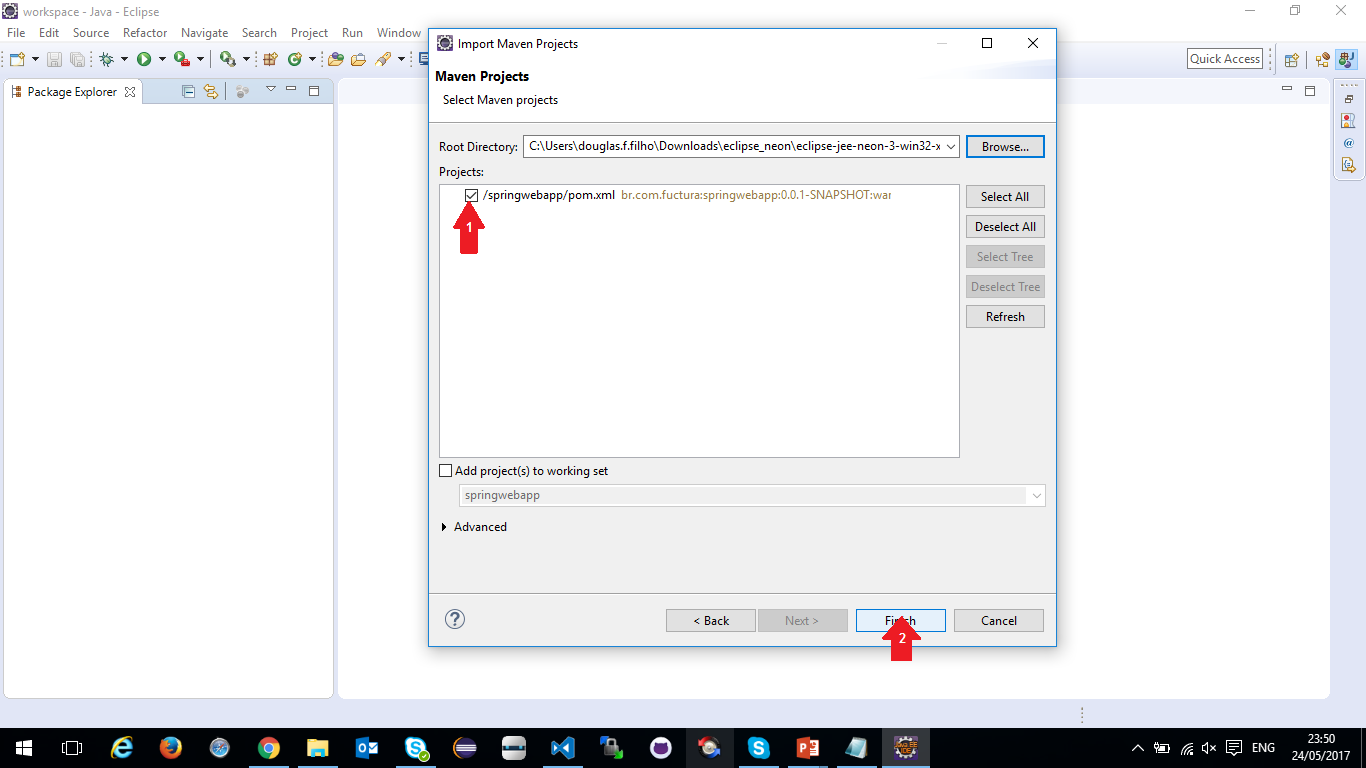 workspace - Java - Eclipse
File Edit Source Refactor Navigate Search Project Run Window
Quick Access
Package Explorer
Import Maven Projects
Maven Projects
Select Maven projects
Root Directory: C:\Users\douglas.f.filho\Downloads\eclipse_neon\eclipse-jee-neon-3-win32-x Browse...
Projects:
/springwebapp/pom.xml br.com.fuctura:springwebapp:0.0.1-SNAPSHOT:war
1
Select All
Deselect All
Select Tree
Deselect Tree
Refresh
Add project(s) to working set
springwebapp
Advanced
? < Back Next > Finish Cancel
2
ENG
23:50
24/05/2017